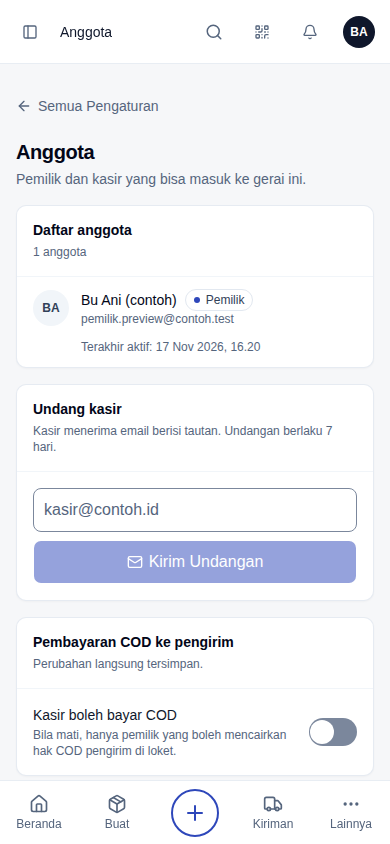 Anggota
BA
Semua Pengaturan
Anggota
Pemilik dan kasir yang bisa masuk ke gerai ini.
Daftar anggota
1 anggota
BA
Bu Ani (contoh)
Pemilik
pemilik.preview@contoh.test
Terakhir aktif: 17 Nov 2026, 16.20
Undang kasir
Kasir menerima email berisi tautan. Undangan berlaku 7
hari.
kasir@contoh.id
Kirim Undangan
Pembayaran COD ke pengirim
Perubahan langsung tersimpan.
Kasir boleh bayar COD
Bila mati, hanya pemilik yang boleh mencairkan
hak COD pengirim di loket.
Beranda
Buat
Kiriman
Lainnya